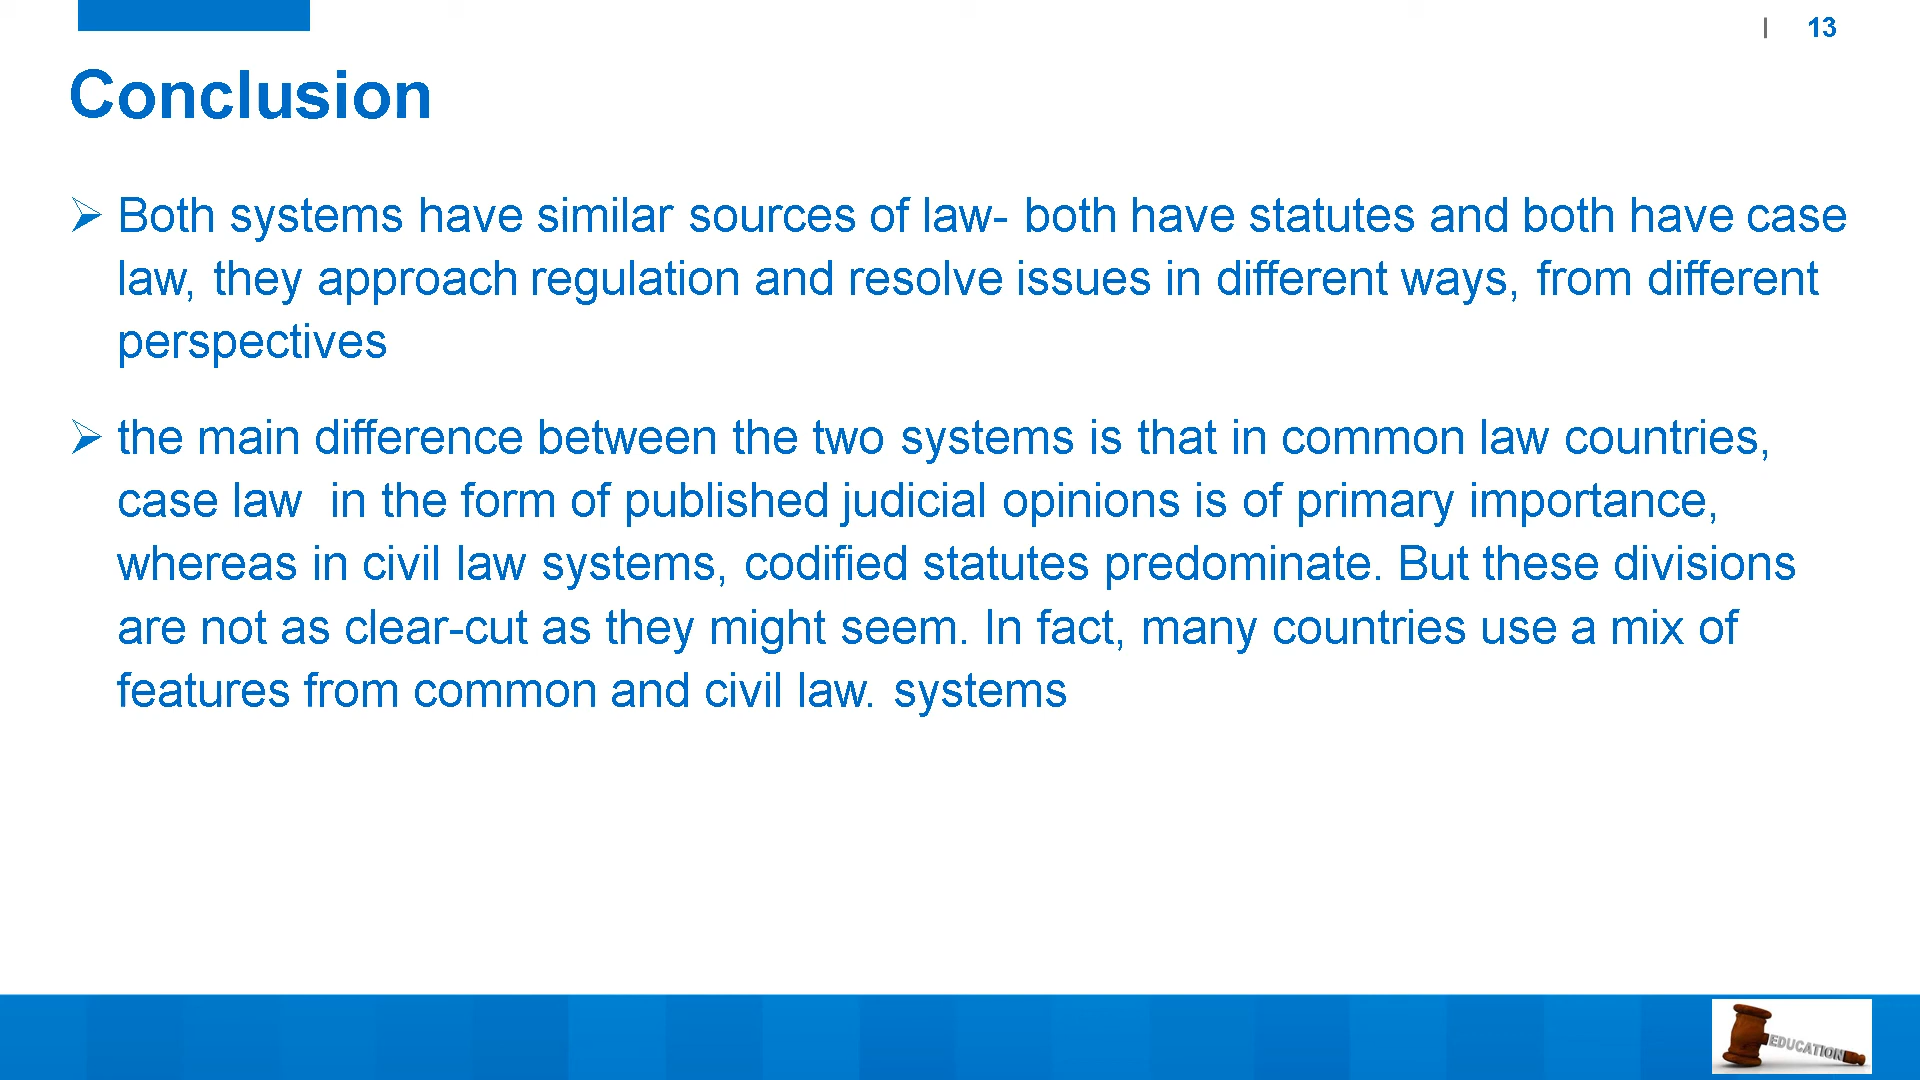 | 13
Conclusion
➢ Both systems have similar sources of law- both have statutes and both have case
law, they approach regulation and resolve issues in different ways, from different
perspectives
➢ the main difference between the two systems is that in common law countries,
case law  in the form of published judicial opinions is of primary importance,
whereas in civil law systems, codified statutes predominate. But these divisions
are not as clear-cut as they might seem. In fact, many countries use a mix of
features from common and civil law. systems
EDUCATION